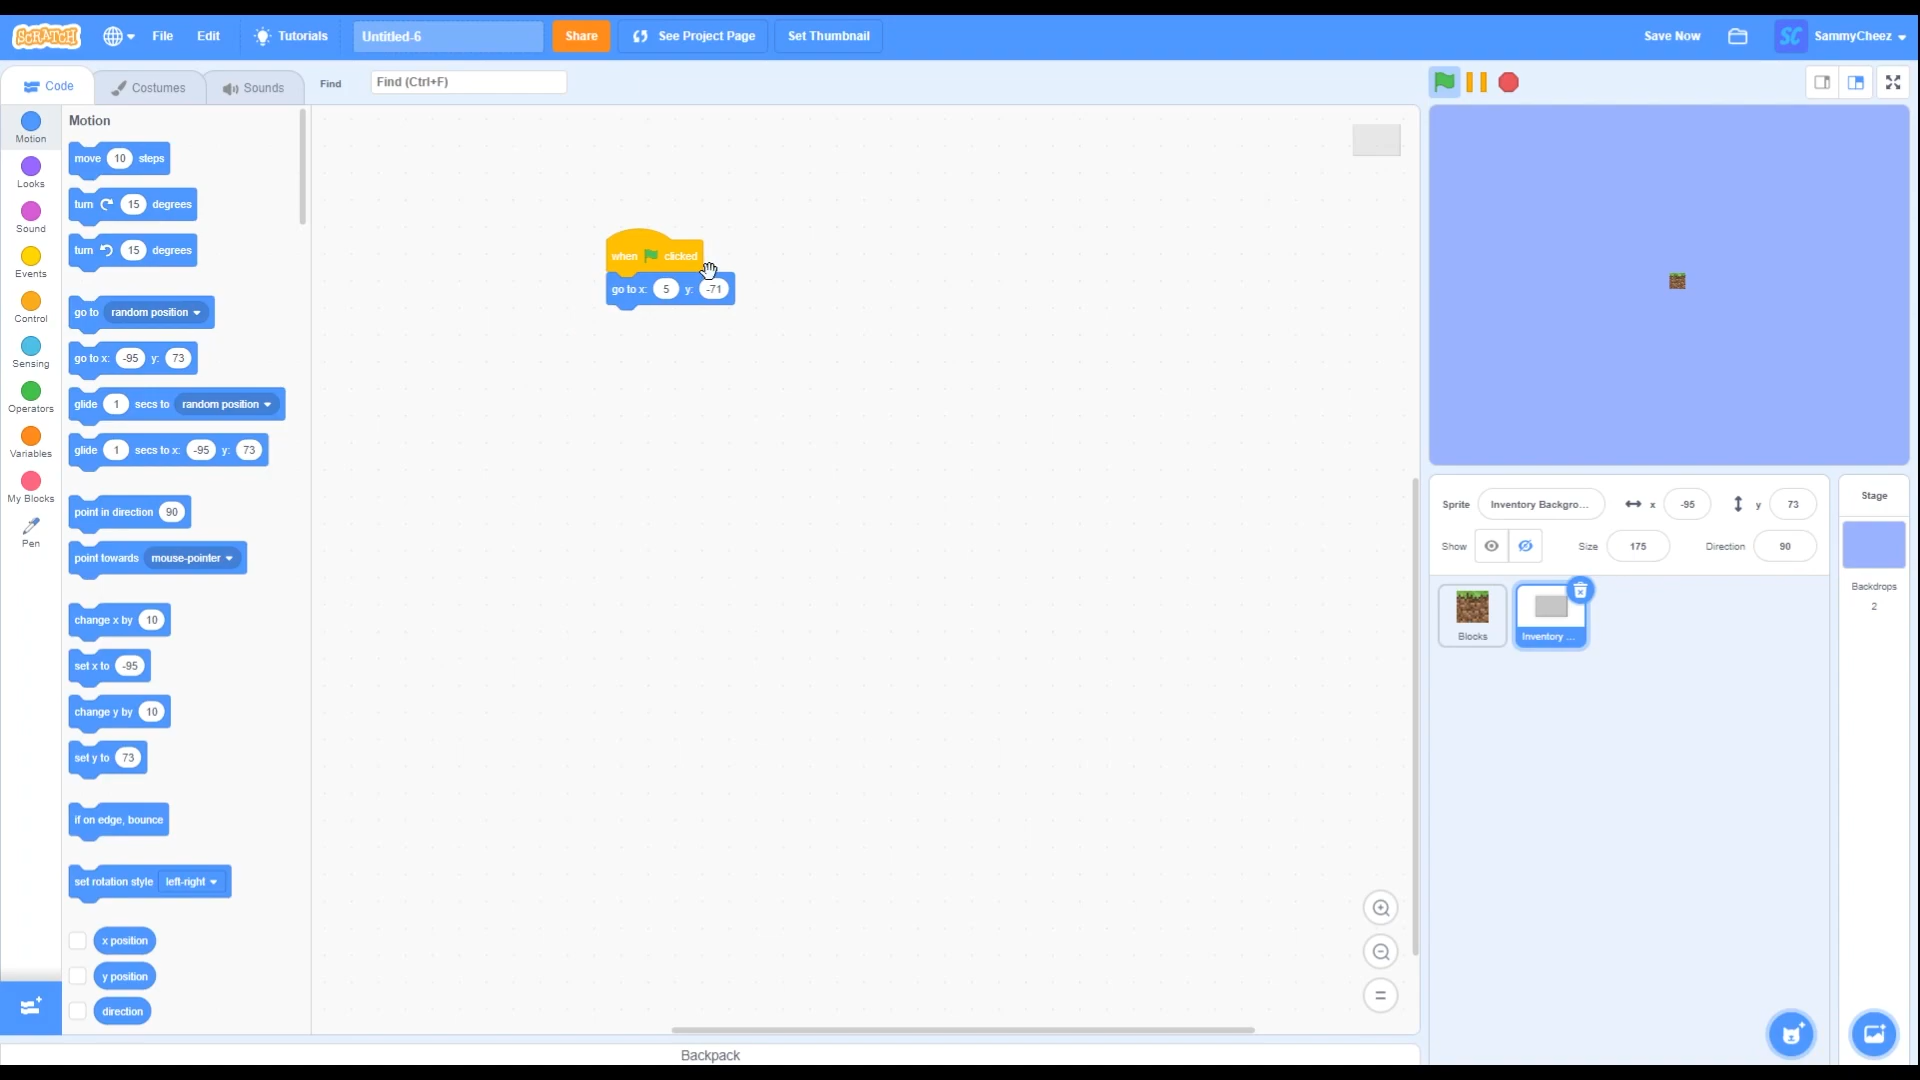 SCRATCH File Edit Tutorials Untitled-6 Share See Project Page Set Thumbnail Save Now SC SammyCheez
Code Costumes Sounds Find Find (Ctrl+F)
Motion
Looks
Sound
Events
Control
Sensing
Operators
Variables
My Blocks
Pen
Motion
move 10 steps
turn 15 degrees
turn 15 degrees
go to random position
go to x: -95 y: 73
glide 1 secs to random position
glide 1 secs to x: -95 y: 73
point in direction 90
point towards mouse-pointer
change x by 10
set x to -95
change y by 10
set y to 73
if on edge, bounce
set rotation style left-right
x position
y position
direction
when clicked
go to x: 5 y: -71
Backpack
Sprite Inventory Backgro... x -95 y 73
Show Size 175 Direction 90
Blocks Inventory ...
Stage
Backdrops
2